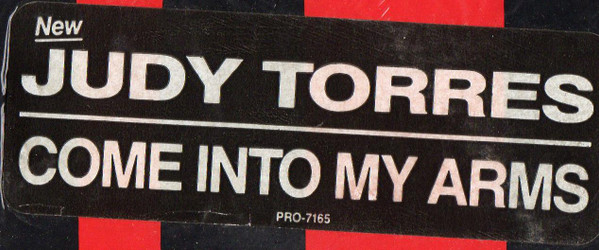 New
JUDY TORRES
COME INTO MY ARMS
PRO-7165